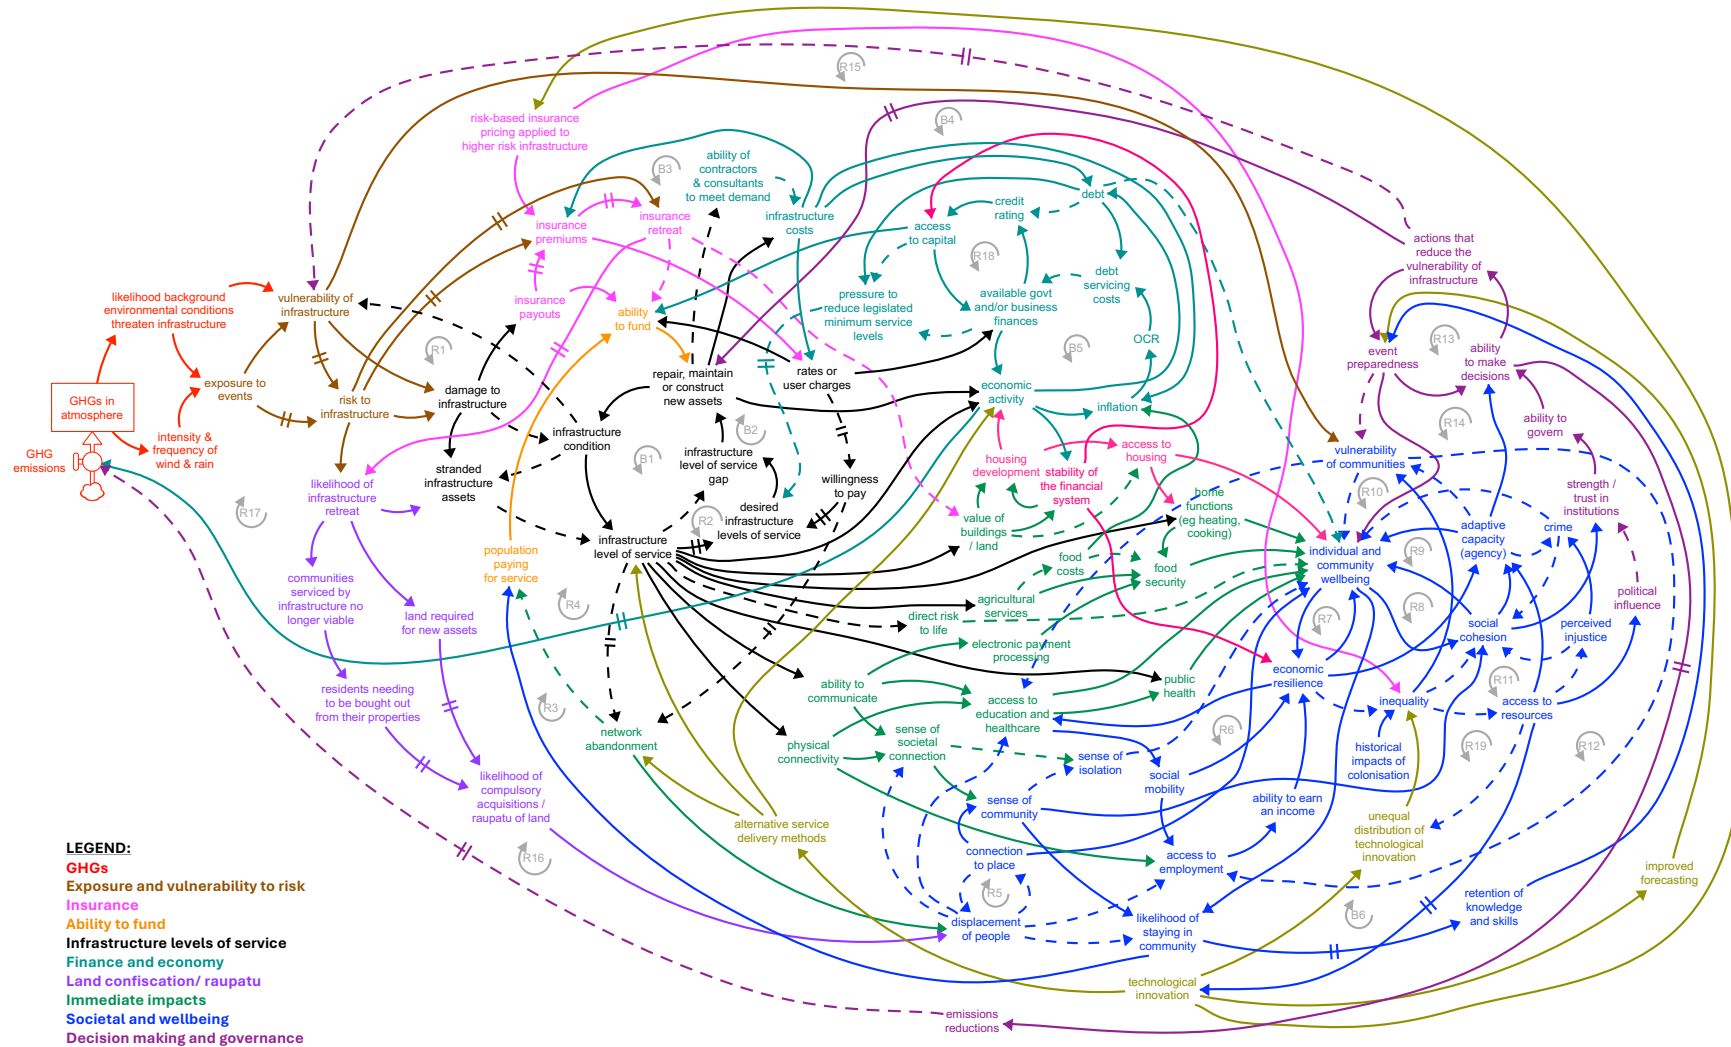 R15
risk-based insurance
pricing applied to
higher risk infrastructure
B4
ability of
contractors
& consultants
to meet demand
B3
insurance
premiums
insurance
retreat
infrastructure
costs
debt
credit
rating
access
to capital
R18
actions that
reduce the
vulnerability of
infrastructure
likelihood background
environmental conditions
threaten infrastructure
vulnerability of
infrastructure
insurance
payouts
ability
to fund
pressure to
reduce legislated
minimum service
levels
available govt
and/or business
finances
debt
servicing
costs
OCR
B5
R1
R13
event
preparedness
ability
to make
decisions
exposure to
events
GHGs in
atmosphere
risk to
infrastructure
damage to
infrastructure
repair, maintain
or construct
new assets
rates or
user charges
economic
activity
inflation
ability to
govern
R14
intensity &
frequency of
wind & rain
GHG
emissions
infrastructure
condition
B2
B1
infrastructure
level of service
gap
housing
development
access to
housing
stability of
the financial
system
vulnerability
of communities
stranded
infrastructure
assets
willingness
to pay
likelihood of
infrastructure
retreat
R17
desired
infrastructure
levels of service
R2
value of
buildings
/ land
home
functions
(eg heating,
cooking)
R10
strength /
trust in
institutions
adaptive
capacity
(agency)
crime
infrastructure
level of service
population
paying
for service
individual and
community
wellbeing
R9
food
costs
food
security
communities
serviced by
infrastructure no
longer viable
R4
agricultural
services
direct risk
to life
R7
R8
political
influence
land required
for new assets
social
cohesion
perceived
injustice
electronic payment
processing
economic
resilience
R11
residents needing
to be bought out
from their properties
R3
ability to
communicate
public
health
access to
education and
healthcare
inequality
access to
resources
network
abandonment
sense of
societal
connection
physical
connectivity
R6
R19
R12
historical
impacts of
colonisation
sense of
isolation
social
mobility
likelihood of
compulsory
acquisitions /
raupatu of land
sense of
community
ability to earn
an income
alternative service
delivery methods
unequal
distribution of
technological
innovation
LEGEND:
GHGs
Exposure and vulnerability to risk
Insurance
Ability to fund
Infrastructure levels of service
Finance and economy
Land confiscation/ raupatu
Immediate impacts
Societal and wellbeing
Decision making and governance
R16
connection
to place
access to
employment
improved
forecasting
R5
retention of
knowledge
and skills
B6
displacement
of people
likelihood of
staying in
community
technological
innovation
emissions
reductions